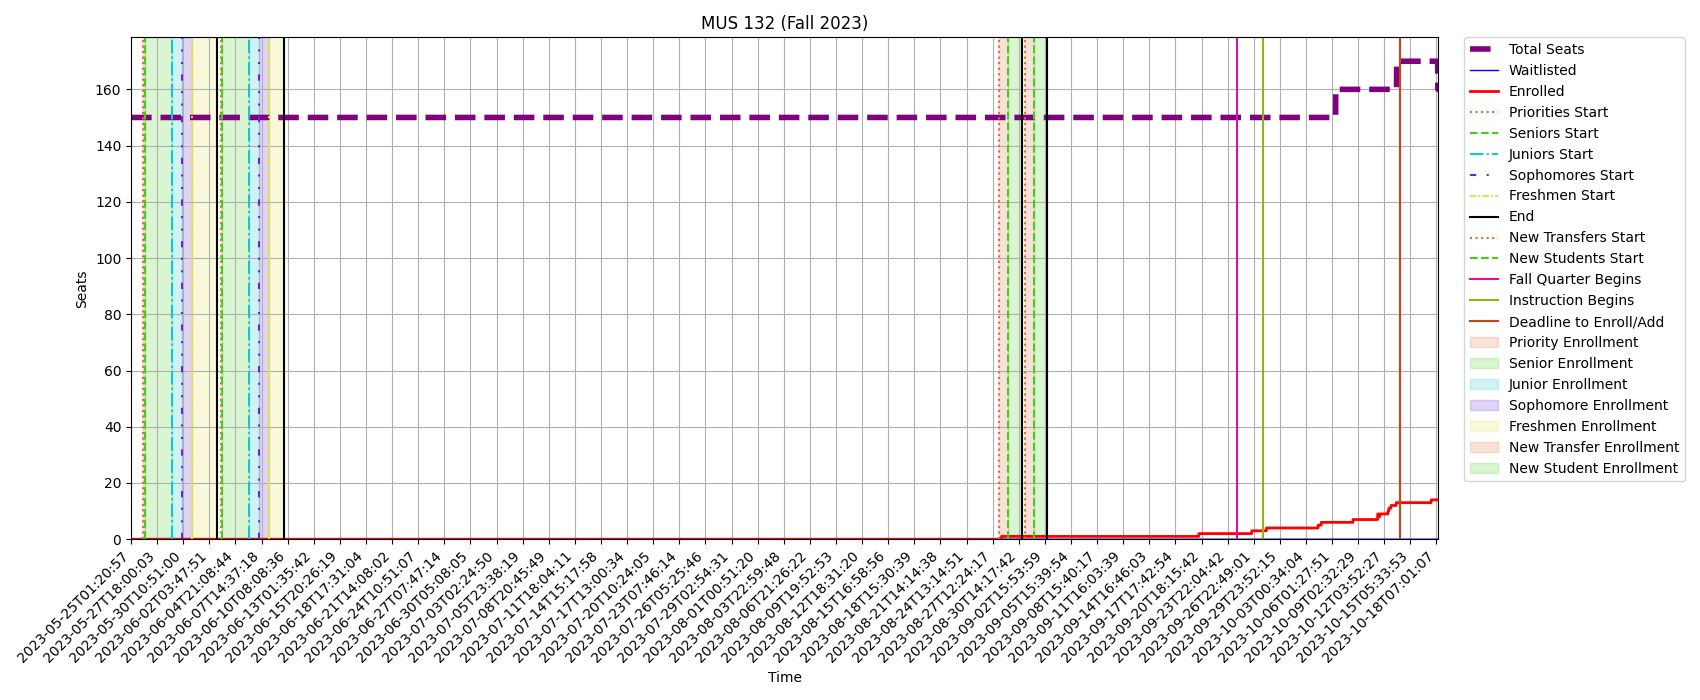 MUS 132 (Fall 2023)
Seats
160
140
120
100
80
60
40
20
0
2023-05-25T01:20:57
2023-05-27T18:00:03
2023-05-30T10:51:00
2023-06-02T03:47:51
2023-06-04T21:08:44
2023-06-07T14:37:18
2023-06-10T08:08:36
2023-06-13T01:35:42
2023-06-15T20:26:19
2023-06-18T17:31:04
2023-06-21T14:08:02
2023-06-24T10:51:07
2023-06-27T07:47:14
2023-06-30T05:08:05
2023-07-03T02:24:50
2023-07-05T23:38:19
2023-07-08T20:45:49
2023-07-11T18:04:11
2023-07-14T15:17:58
2023-07-17T13:00:34
2023-07-20T10:24:05
2023-07-23T07:46:14
2023-07-26T05:25:46
2023-07-29T02:54:31
2023-08-01T00:51:20
2023-08-03T22:59:48
2023-08-06T21:26:22
2023-08-09T19:52:53
2023-08-12T18:31:20
2023-08-15T16:58:56
2023-08-18T15:30:39
2023-08-21T14:14:38
2023-08-24T13:14:51
2023-08-27T12:24:17
2023-08-30T14:17:42
2023-09-02T15:53:59
2023-09-05T15:39:54
2023-09-08T15:40:17
2023-09-11T16:03:39
2023-09-14T16:46:03
2023-09-17T17:42:54
2023-09-20T18:15:42
2023-09-23T22:04:42
2023-09-26T22:49:01
2023-09-29T23:52:15
2023-10-03T00:34:04
2023-10-06T01:27:51
2023-10-09T02:32:29
2023-10-12T03:52:27
2023-10-15T05:33:53
2023-10-18T07:01:07
Time
Total Seats
Waitlisted
Enrolled
Priorities Start
Seniors Start
Juniors Start
Sophomores Start
Freshmen Start
End
New Transfers Start
New Students Start
Fall Quarter Begins
Instruction Begins
Deadline to Enroll/Add
Priority Enrollment
Senior Enrollment
Junior Enrollment
Sophomore Enrollment
Freshmen Enrollment
New Transfer Enrollment
New Student Enrollment